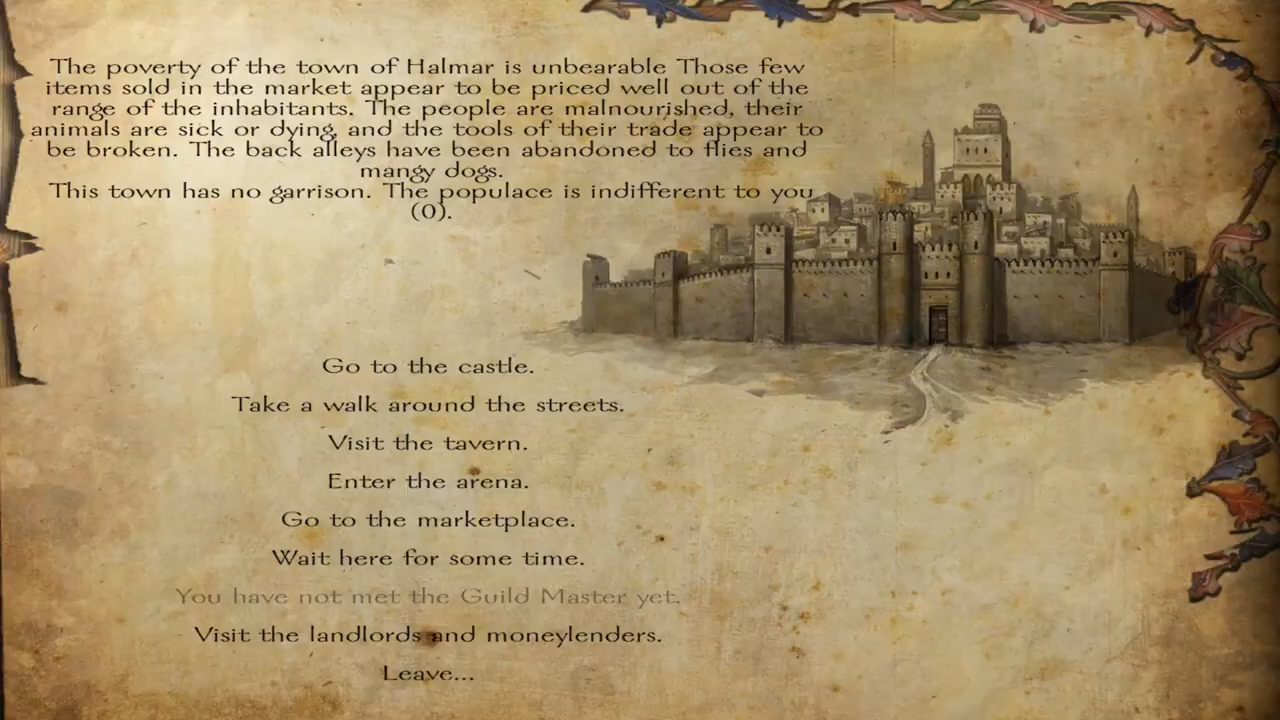 The poverty of the town of Halmar is unbearable Those few
items sold in the market appear to be priced well out of the
range of the inhabitants. The people are malnourished, their
animals are sick or dying, and the tools of their trade appear to
be broken. The back alleys have been abandoned to flies and
mangy dogs.
This town has no garrison. The populace is indifferent to you
(0).
Go to the castle.
Take a walk around the streets.
Visit the tavern.
Enter the arena.
Go to the marketplace.
Wait here for some time.
You have not met the Guild Master yet.
Visit the landlords and moneylenders.
Leave...